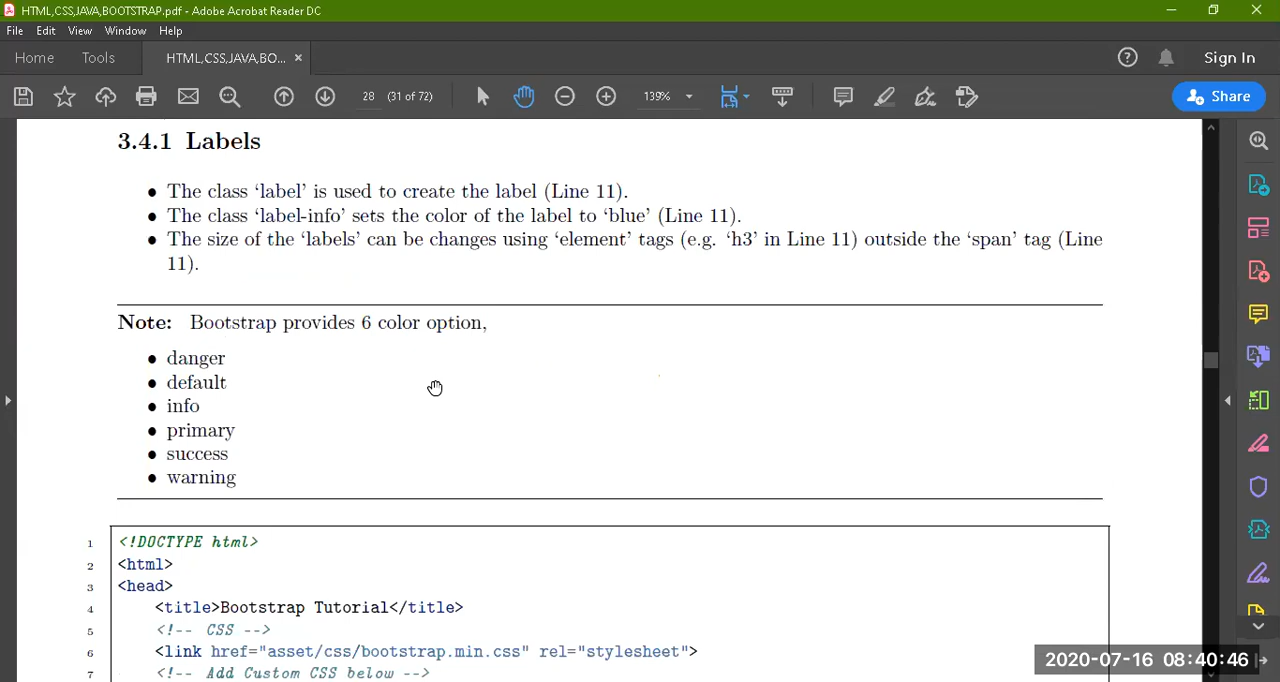 HTML,CSS,JAVA,BOOTSTRAP.pdf - Adobe Acrobat Reader DC
File Edit View Window Help
Home Tools HTML,CSS,JAVA,BO... × Sign In
28 (31 of 72) 139% Share
3.4.1 Labels
• The class ‘label’ is used to create the label (Line 11).
• The class ‘label-info’ sets the color of the label to ‘blue’ (Line 11).
• The size of the ‘labels’ can be changes using ‘element’ tags (e.g. ‘h3’ in Line 11) outside the ‘span’ tag (Line
11).
Note: Bootstrap provides 6 color option,
• danger
• default
• info
• primary
• success
• warning
1 <!DOCTYPE html>
2 <html>
3 <head>
4 <title>Bootstrap Tutorial</title>
5 <!-- CSS -->
6 <link href="asset/css/bootstrap.min.css" rel="stylesheet">
7 <!-- Add Custom CSS below -->
2020-07-16 08:40:46